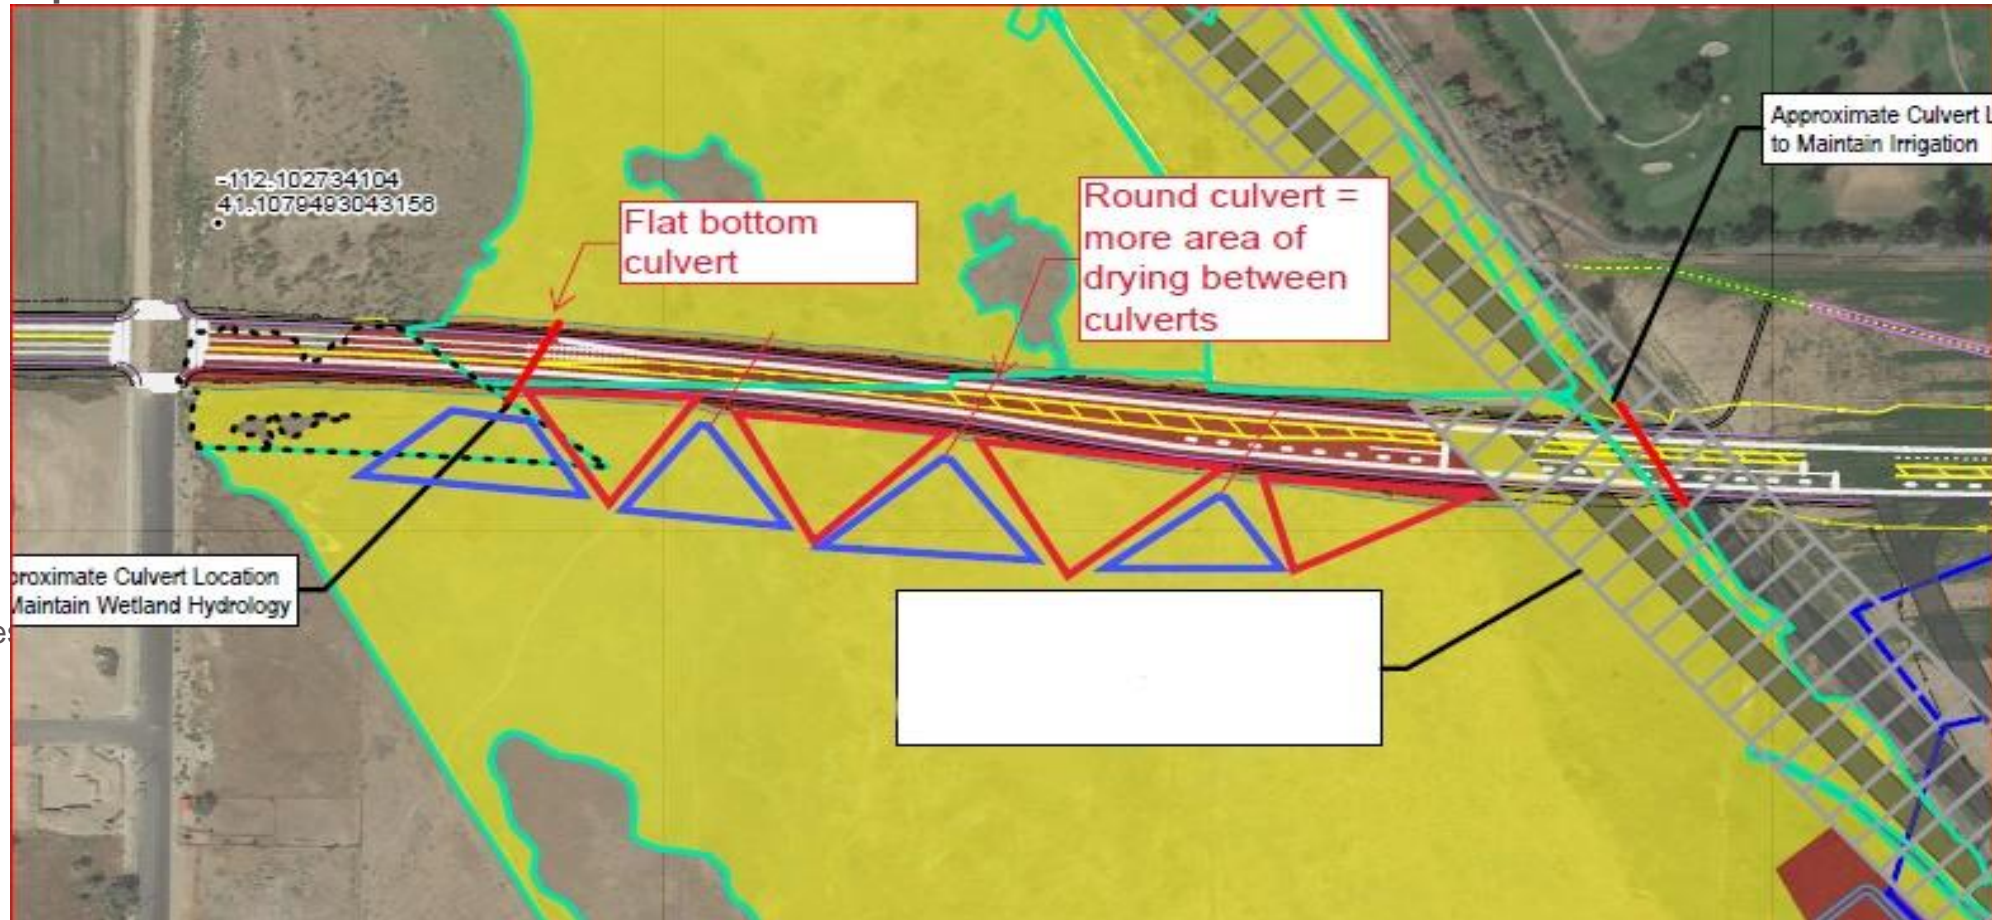 -112.102734104
41.1079493043156
Flat bottom
culvert
Round culvert =
more area of
drying between
culverts
Approximate Culvert L
to Maintain Irrigation
proximate Culvert Location
Maintain Wetland Hydrology